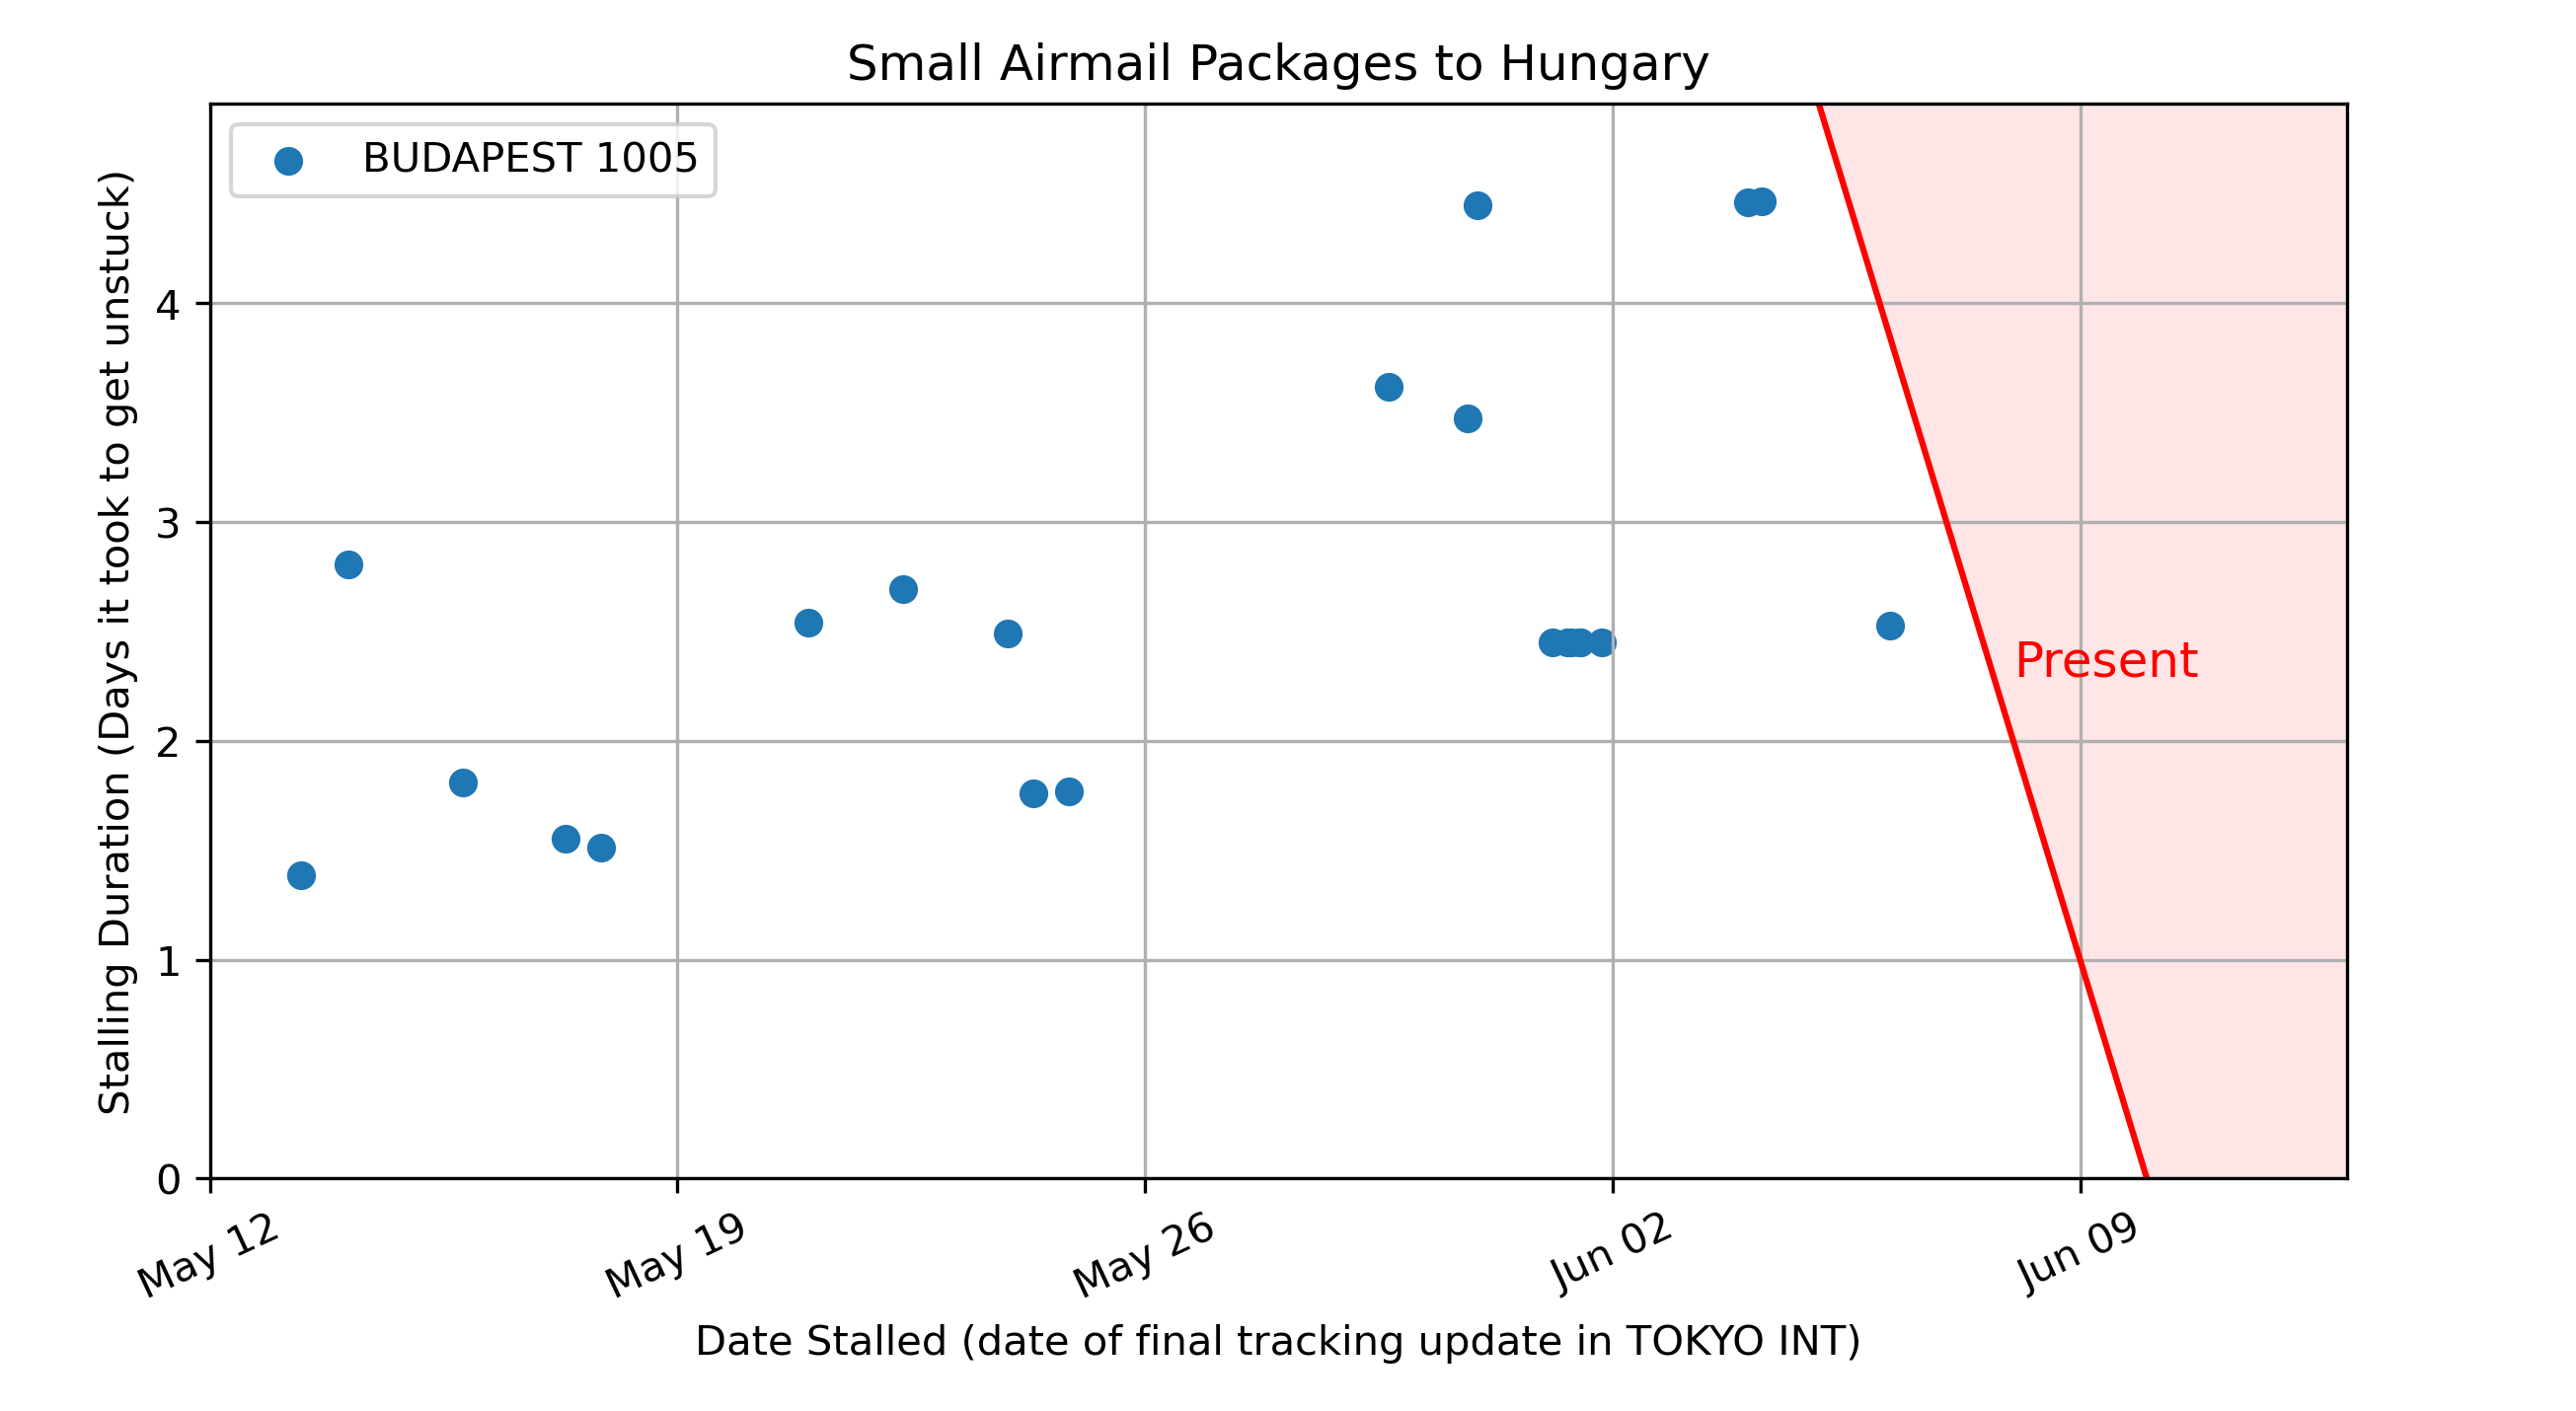 Small Airmail Packages to Hungary
BUDAPEST 1005
Stalling Duration (Days it took to get unstuck)
4
3
2
1
0
Present
May 12
May 19
May 26
Jun 02
Jun 09
Date Stalled (date of final tracking update in TOKYO INT)